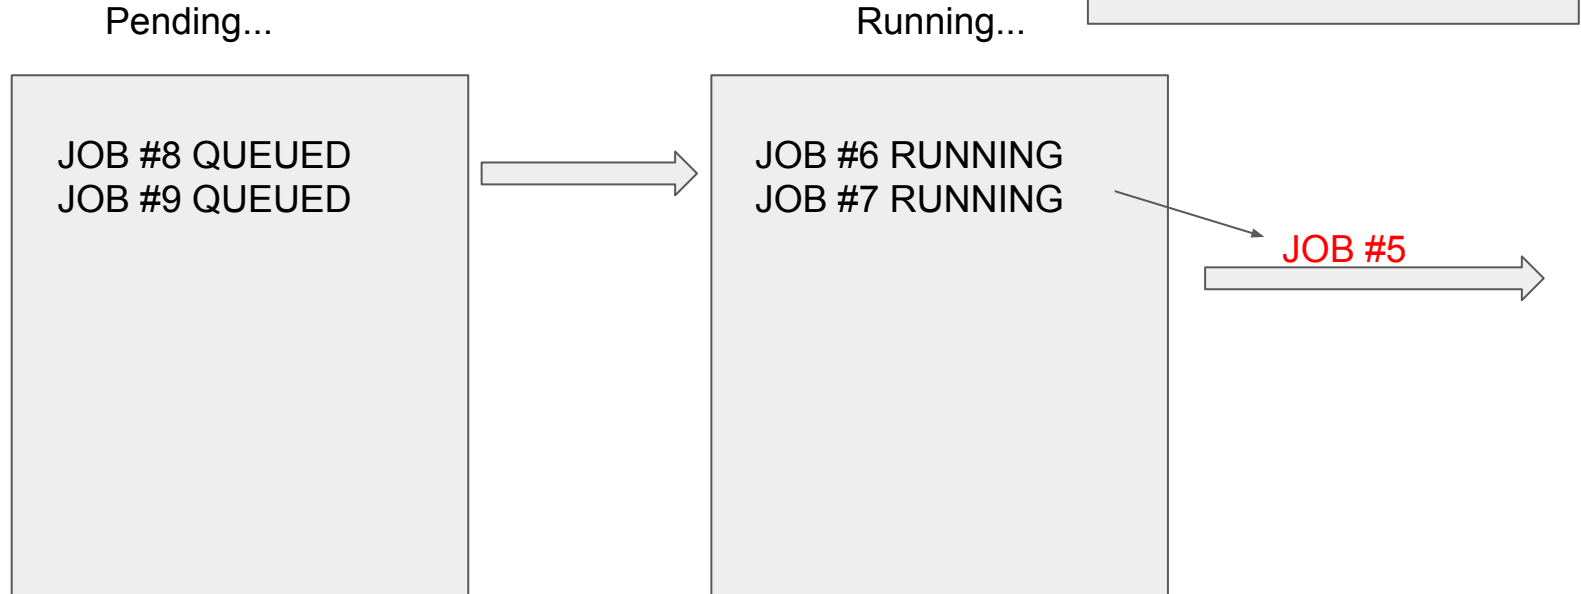 Pending...
Running...
JOB #8 QUEUED
JOB #9 QUEUED
JOB #6 RUNNING
JOB #7 RUNNING
JOB #5